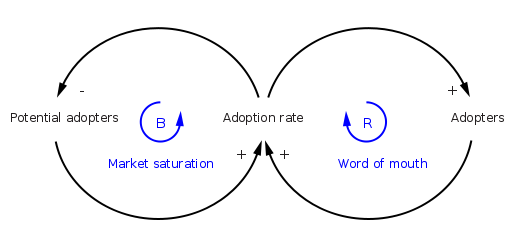 -
+
Potential adopters
B
Adoption rate
R
Adopters
+
+
Market saturation
Word of mouth